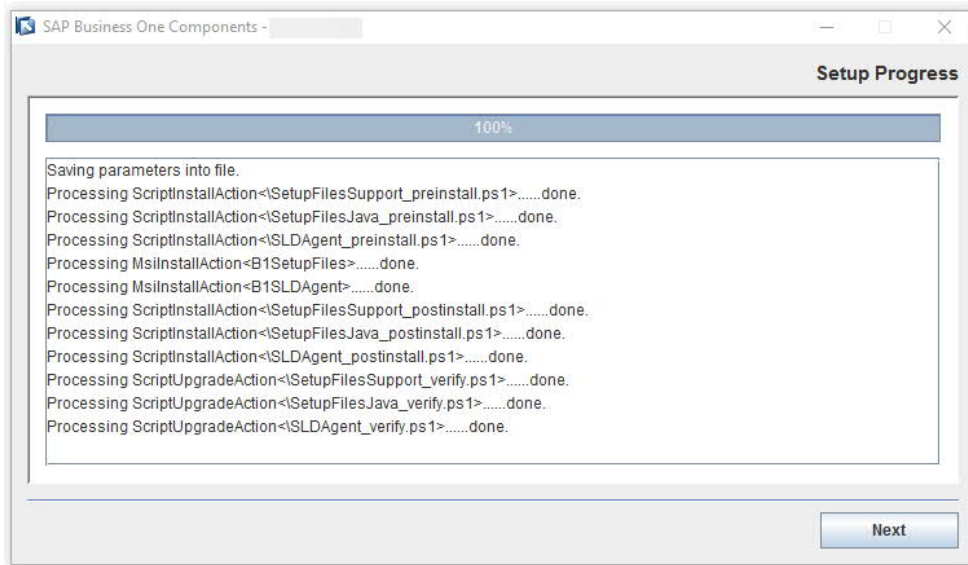 SAP Business One Components -
Setup Progress
100%
Saving parameters into file.
Processing ScriptInstallAction<\SetupFilesSupport_preinstall.ps1>......done.
Processing ScriptInstallAction<\SetupFilesJava_preinstall.ps1>......done.
Processing ScriptInstallAction<\SLDAgent_preinstall.ps1>......done.
Processing MsiInstallAction<B1SetupFiles>......done.
Processing MsiInstallAction<B1SLDAgent>......done.
Processing ScriptInstallAction<\SetupFilesSupport_postinstall.ps1>......done.
Processing ScriptInstallAction<\SetupFilesJava_postinstall.ps1>......done.
Processing ScriptInstallAction<\SLDAgent_postinstall.ps1>......done.
Processing ScriptUpgradeAction<\SetupFilesSupport_verify.ps1>......done.
Processing ScriptUpgradeAction<\SetupFilesJava_verify.ps1>......done.
Processing ScriptUpgradeAction<\SLDAgent_verify.ps1>......done.
Next